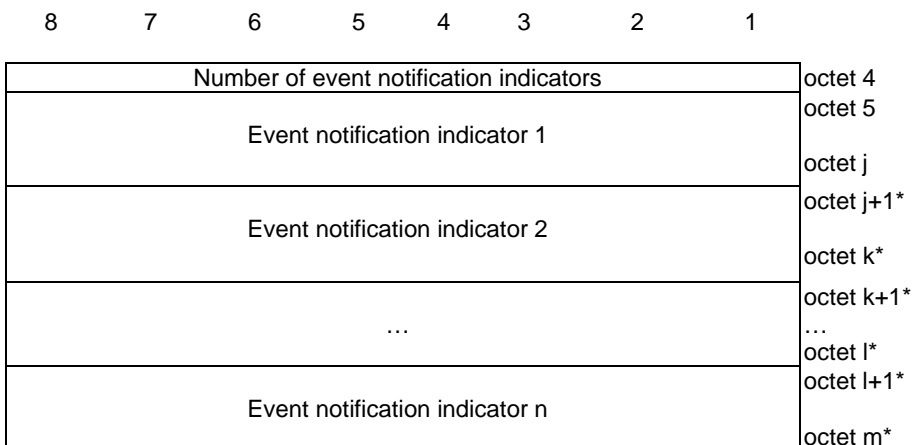 8 7 6 5 4 3 2 1
Number of event notification indicators octet 4
octet 5
Event notification indicator 1
octet j
octet j+1*
Event notification indicator 2
octet k*
octet k+1*
… …
octet l*
octet l+1*
Event notification indicator n
octet m*